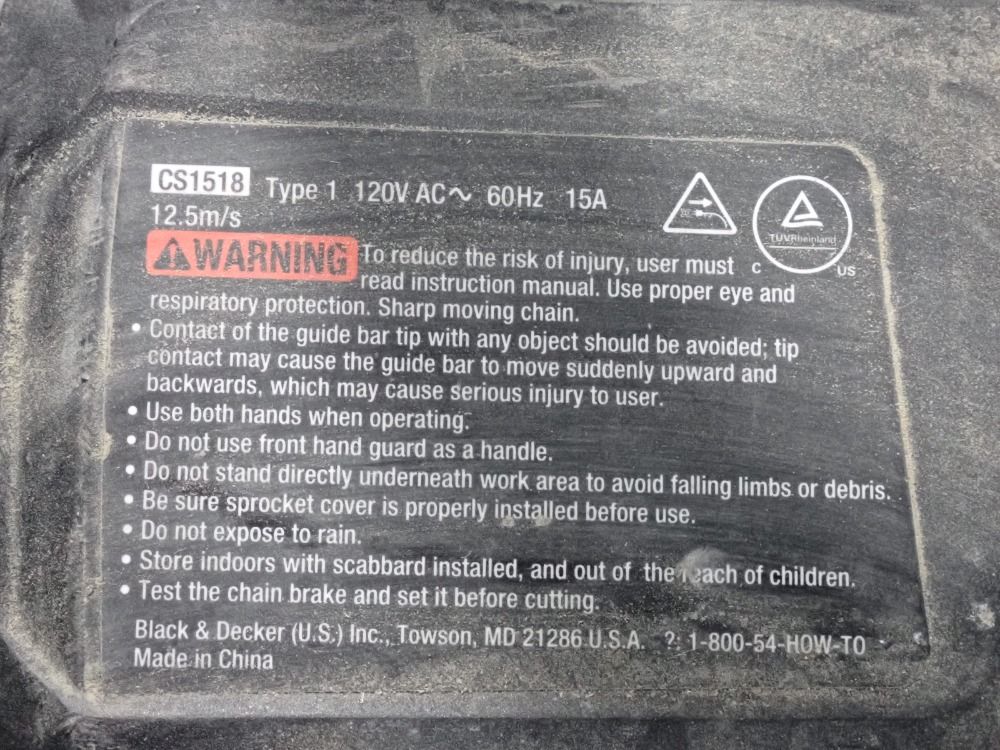 CS1518 Type 1 120V AC~ 60Hz 15A
12.5m/s
TÜVRheinland
C US
WARNING To reduce the risk of injury, user must
read instruction manual. Use proper eye and
respiratory protection. Sharp moving chain.
• Contact of the guide bar tip with any object should be avoided; tip
contact may cause the guide bar to move suddenly upward and
backwards, which may cause serious injury to user.
• Use both hands when operating.
• Do not use front hand guard as a handle.
• Do not stand directly underneath work area to avoid falling limbs or debris.
• Be sure sprocket cover is properly installed before use.
• Do not expose to rain.
• Store indoors with scabbard installed, and out of the reach of children.
• Test the chain brake and set it before cutting.
Black & Decker (U.S.) Inc., Towson, MD 21286 U.S.A. ?: 1-800-54-HOW-TO
Made in China